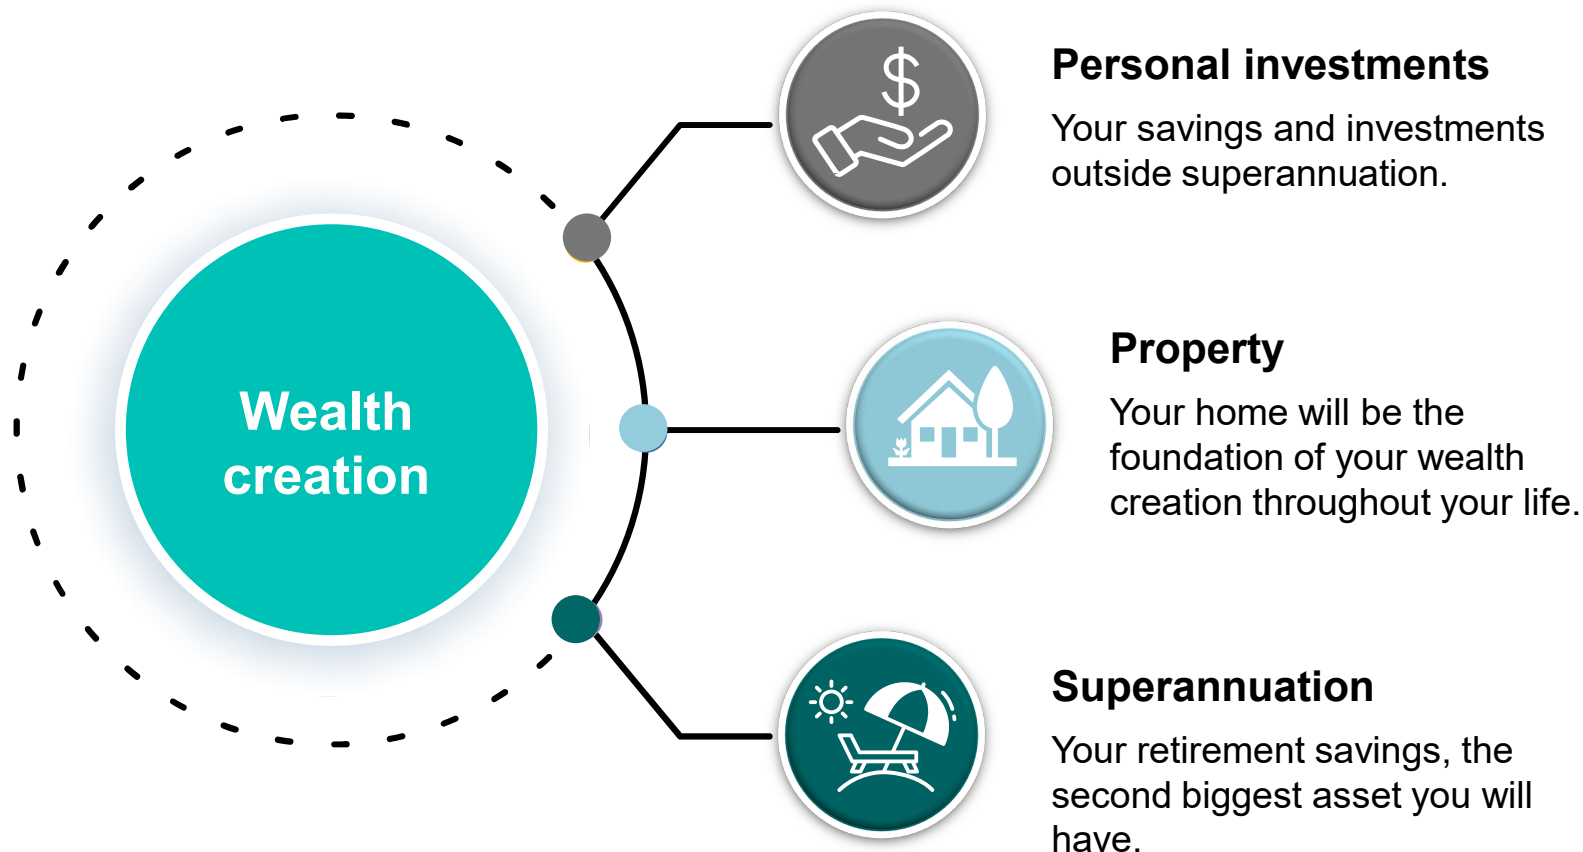 Wealth
creation
Personal investments
Your savings and investments
outside superannuation.
Property
Your home will be the
foundation of your wealth
creation throughout your life.
Superannuation
Your retirement savings, the
second biggest asset you will
have.